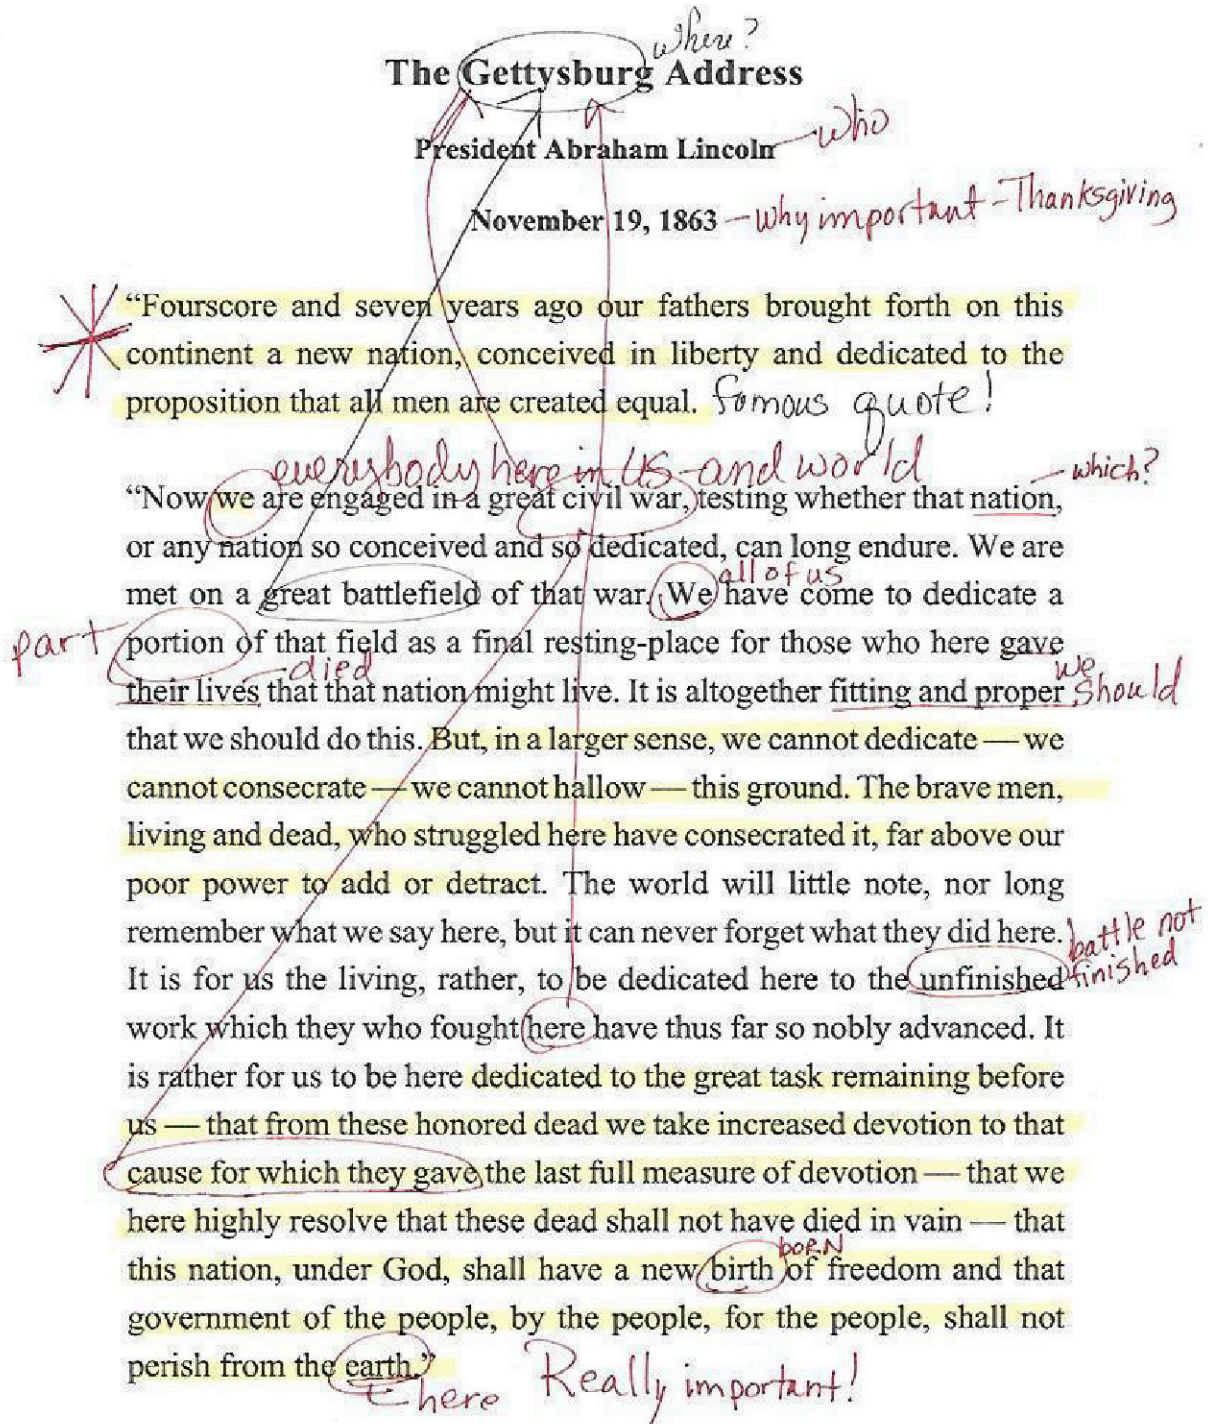 where?
The Gettysburg Address
President Abraham Lincoln
who
November 19, 1863
- why important - Thanksgiving
“Fourscore and seven years ago our fathers brought forth on this
continent a new nation, conceived in liberty and dedicated to the
proposition that all men are created equal.
famous quote!
everybody here in US - and world
which?
“Now we are engaged in a great civil war, testing whether that nation,
or any nation so conceived and so dedicated, can long endure. We are
all of us
met on a great battlefield of that war. We have come to dedicate a
part
portion of that field as a final resting-place for those who here gave
died
we should
their lives that that nation might live. It is altogether fitting and proper
that we should do this. But, in a larger sense, we cannot dedicate — we
cannot consecrate — we cannot hallow — this ground. The brave men,
living and dead, who struggled here have consecrated it, far above our
poor power to add or detract. The world will little note, nor long
remember what we say here, but it can never forget what they did here.
battle not finished
It is for us the living, rather, to be dedicated here to the unfinished
work which they who fought here have thus far so nobly advanced. It
is rather for us to be here dedicated to the great task remaining before
us — that from these honored dead we take increased devotion to that
cause for which they gave the last full measure of devotion — that we
here highly resolve that these dead shall not have died in vain — that
born
this nation, under God, shall have a new birth of freedom and that
government of the people, by the people, for the people, shall not
perish from the earth.”
here
Really important!